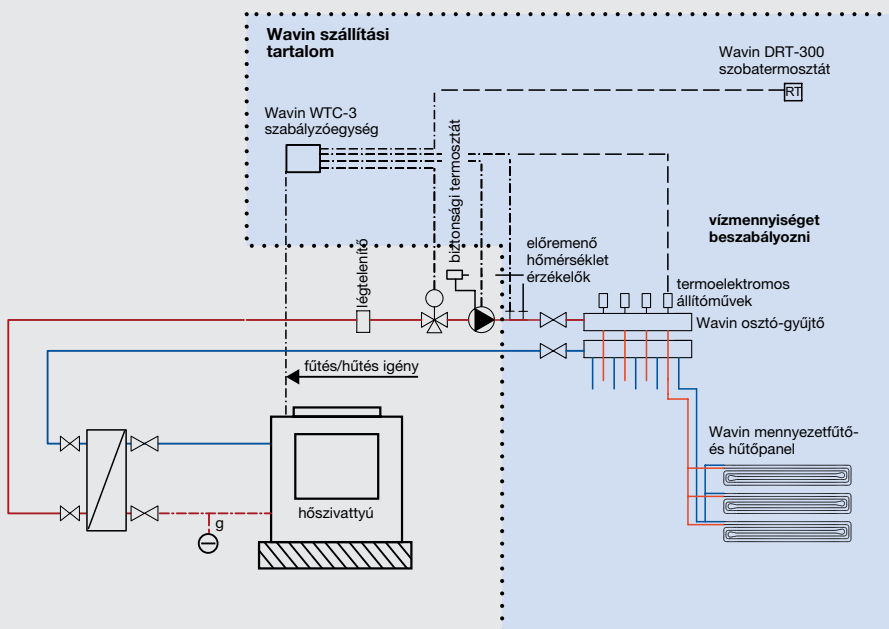 Wavin szállítási
tartalom
Wavin DRT-300
szobatermosztát
RT
Wavin WTC-3
szabályzóegység
biztonsági termosztát
vízmennyiséget
beszabályozni
légtelenítő
előremenő
hőmérséklet
érzékelők
termoelektromos
állítóművek
Wavin osztó-gyűjtő
fűtés/hűtés igény
Wavin mennyezetfűtő-
és hűtőpanel
hőszivattyú
g